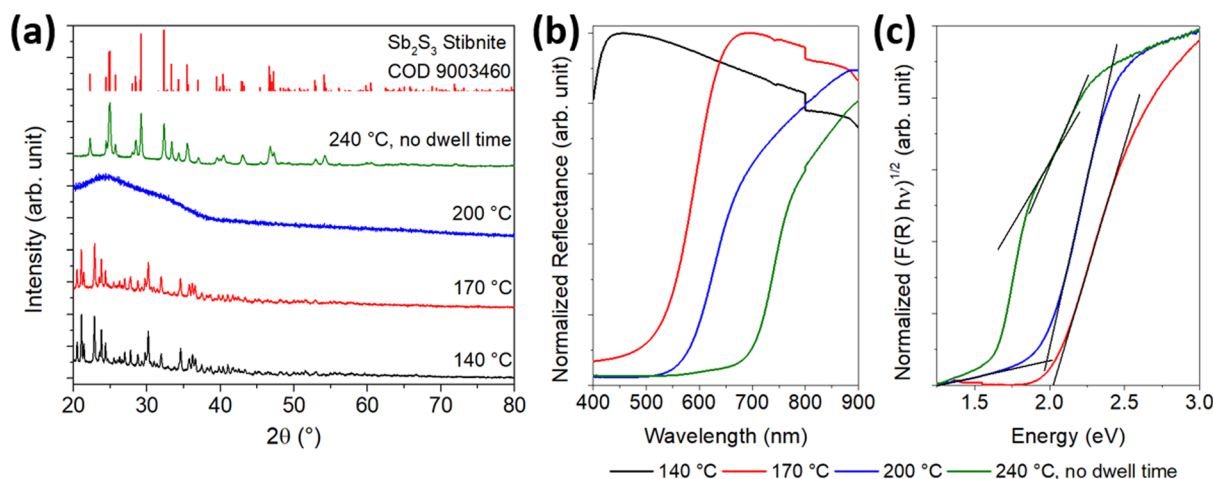 (a)
Sb₂S₃ Stibnite
COD 9003460
240 °C, no dwell time
200 °C
170 °C
140 °C
Intensity (arb. unit)
20 30 40 50 60 70 80
2θ (°)
(b)
Normalized Reflectance (arb. unit)
400 500 600 700 800 900
Wavelength (nm)
(c)
Normalized (F(R) hν)^1/2 (arb. unit)
1.5 2.0 2.5 3.0
Energy (eV)
140 °C 170 °C 200 °C 240 °C, no dwell time